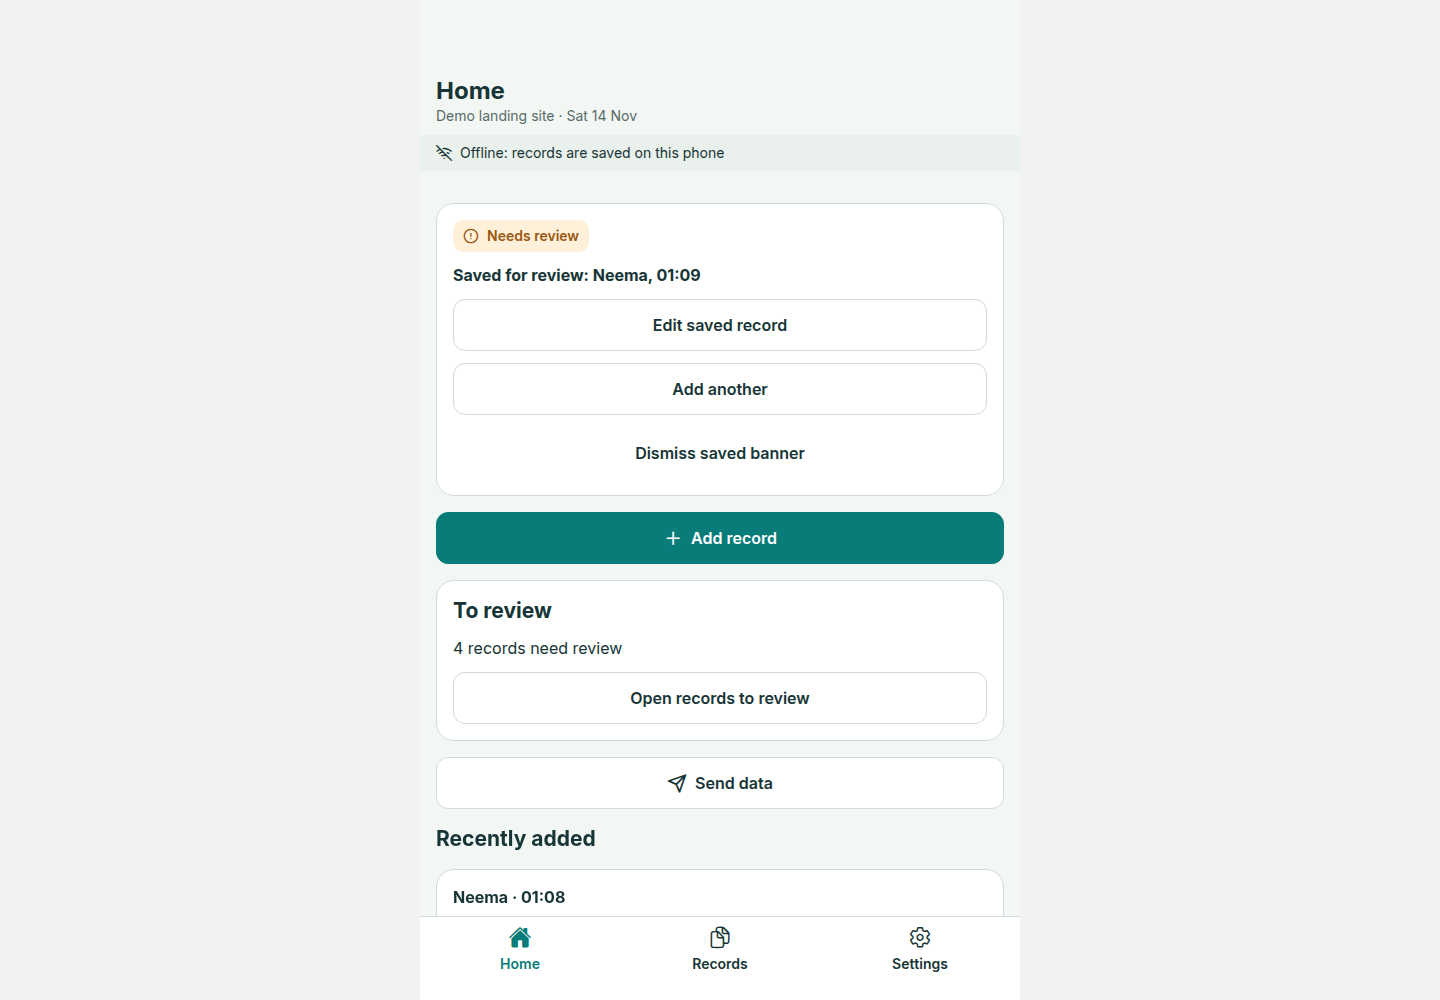 Home
Demo landing site · Sat 14 Nov
Offline: records are saved on this phone
Needs review
Saved for review: Neema, 01:09
Edit saved record
Add another
Dismiss saved banner
Add record
To review
4 records need review
Open records to review
Send data
Recently added
Neema · 01:08
Home
Records
Settings